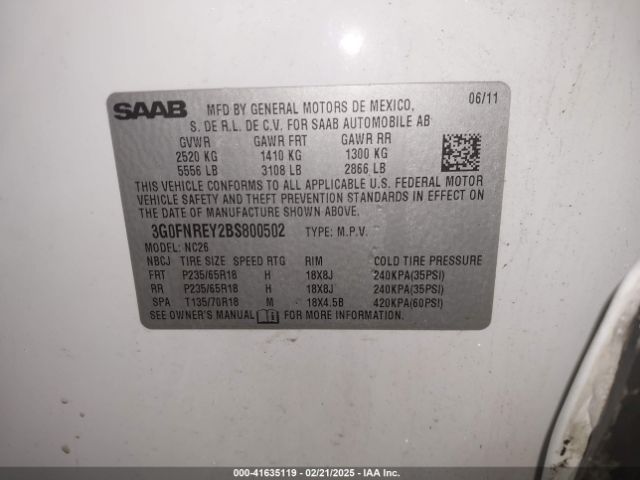 SAAB MFD BY GENERAL MOTORS DE MEXICO, 06/11
S. DE R.L. DE C.V. FOR SAAB AUTOMOBILE AB
GVWR GAWR FRT GAWR RR
2520 KG 1410 KG 1300 KG
5556 LB 3108 LB 2866 LB
THIS VEHICLE CONFORMS TO ALL APPLICABLE U.S. FEDERAL MOTOR
VEHICLE SAFETY AND THEFT PREVENTION STANDARDS IN EFFECT ON
THE DATE OF MANUFACTURE SHOWN ABOVE.
3G0FNREY2BS800502 TYPE: M.P.V.
MODEL: NC26
NBCJ TIRE SIZE SPEED RTG RIM COLD TIRE PRESSURE
FRT P235/65R18 H 18X8J 240KPA(35PSI)
RR P235/65R18 H 18X8J 240KPA(35PSI)
SPA T135/70R18 M 18X4.5B 420KPA(60PSI)
SEE OWNER'S MANUAL FOR MORE INFORMATION.
000-41635119 - 02/21/2025 - IAA Inc.